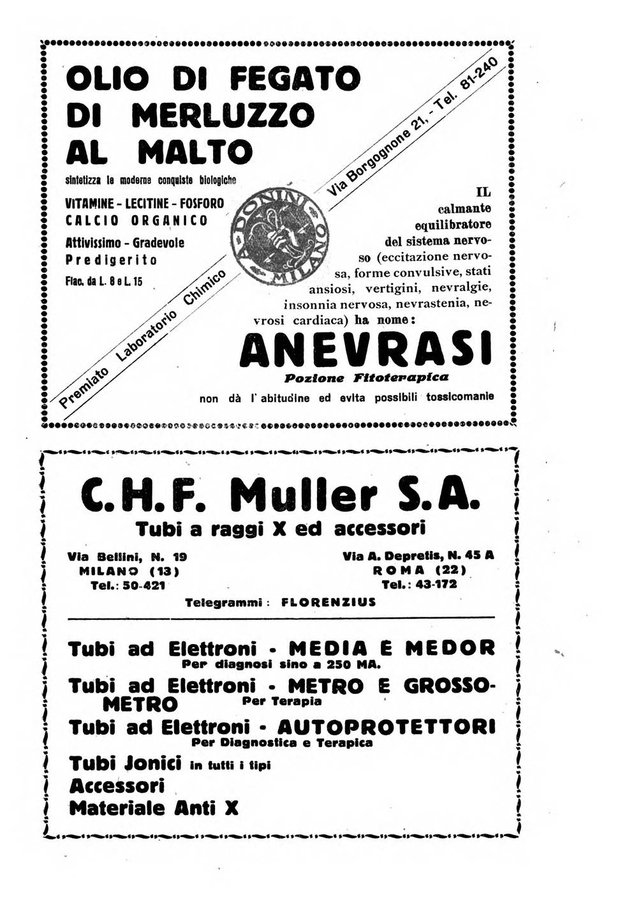 OLIO DI FEGATO
DI MERLUZZO
AL MALTO
sintetizza le moderne conquiste biologiche
VITAMINE - LECITINE - FOSFORO
CALCIO ORGANICO
Attivissimo - Gradevole
Predigerito
Flac. da L. 8 e L. 15
Premiato Laboratorio Chimico
A. DONINI
MILANO
Via Borgognone 21, - Tel. 81-240
IL
calmante
equilibratore
del sistema nervo-
so (eccitazione nervo-
sa, forme convulsive, stati
ansiosi, vertigini, nevralgie,
insonnia nervosa, nevrastenia, ne-
vrosi cardiaca) ha nome:
ANEVRASI
Pozione Fitoterapica
non dà l'abitudine ed evita possibili tossicomanie
C.H.F. Muller S.A.
Tubi a raggi X ed accessori
Via Bellini, N. 19
MILANO (13)
Tel.: 50-421
Via A. Depretis, N. 45 A
ROMA (22)
Tel.: 43-172
Telegrammi: FLORENZIUS
Tubi ad Elettroni - MEDIA E MEDOR
Per diagnosi sino a 250 MA.
Tubi ad Elettroni - METRO E GROSSO-
METRO Per Terapia
Tubi ad Elettroni - AUTOPROTETTORI
Per Diagnostica e Terapica
Tubi Jonici in tutti i tipi
Accessori
Materiale Anti X